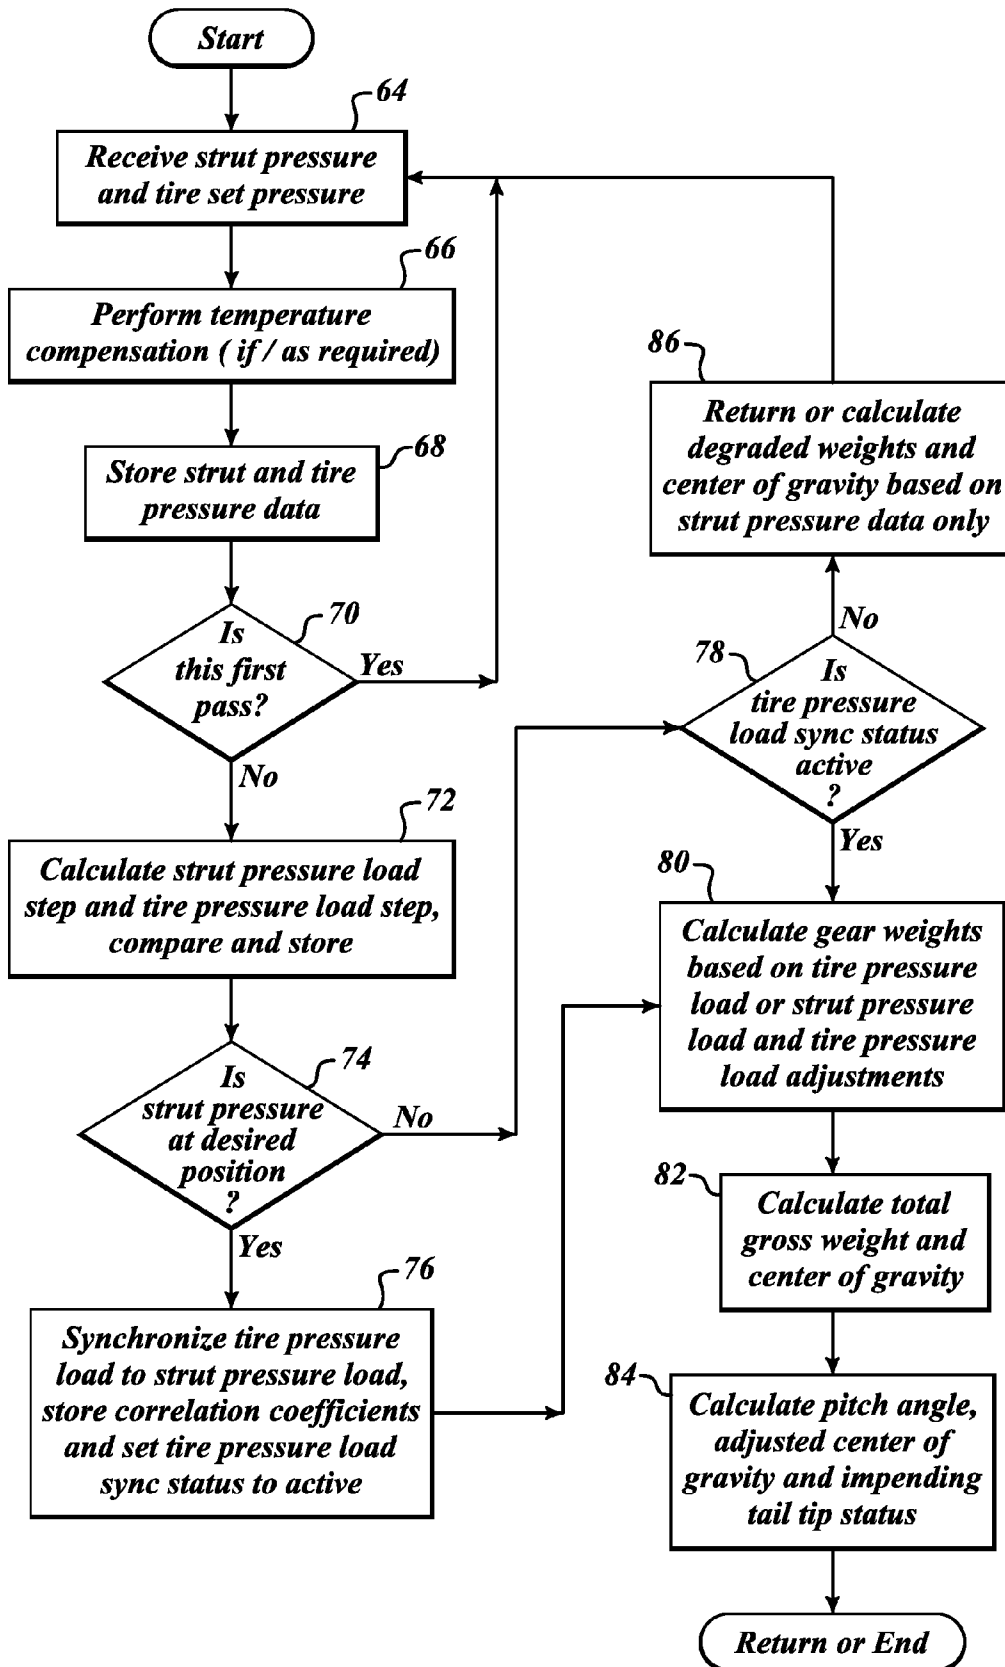 Start
64
Receive strut pressure
and tire set pressure
66
Perform temperature
compensation ( if / as required)
68
Store strut and tire
pressure data
70
Is
this first
pass?
Yes
No
72
Calculate strut pressure load
step and tire pressure load step,
compare and store
74
Is
strut pressure
at desired
position
?
No
Yes
76
Synchronize tire pressure
load to strut pressure load,
store correlation coefficients
and set tire pressure load
sync status to active
86
Return or calculate
degraded weights and
center of gravity based on
strut pressure data only
No
78
Is
tire pressure
load sync status
active
?
Yes
80
Calculate gear weights
based on tire pressure
load or strut pressure
load and tire pressure
load adjustments
82
Calculate total
gross weight and
center of gravity
84
Calculate pitch angle,
adjusted center of
gravity and impending
tail tip status
Return or End